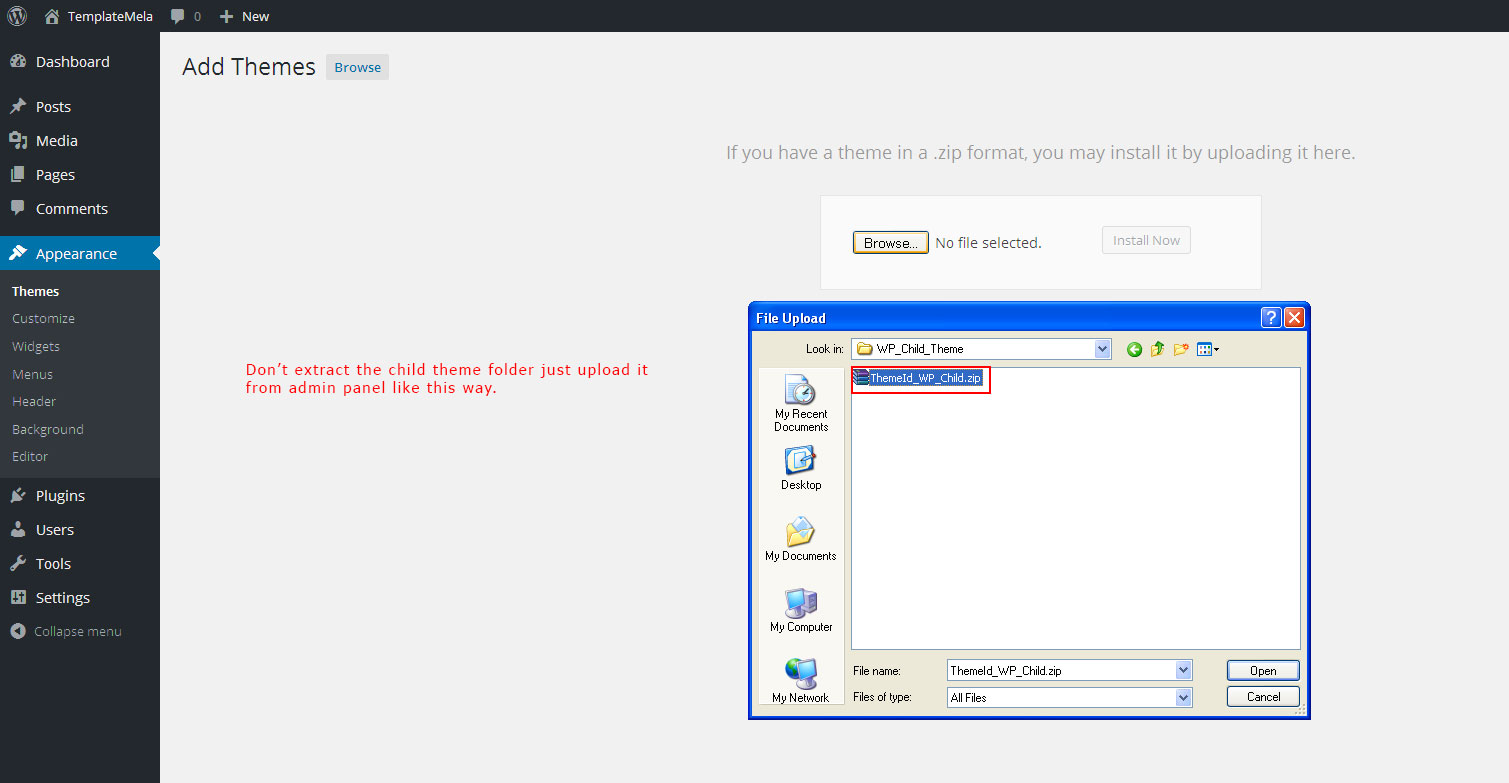 TemplateMela 0 New
Dashboard
Posts
Media
Pages
Comments
Appearance
Themes
Customize
Widgets
Menus
Header
Background
Editor
Plugins
Users
Tools
Settings
Collapse menu
Add Themes Browse
If you have a theme in a .zip format, you may install it by uploading it here.
Browse... No file selected. Install Now
Don't extract the child theme folder just upload it
from admin panel like this way.
File Upload
Look in: WP_Child_Theme
ThemeId_WP_Child.zip
My Recent
Documents
Desktop
My Documents
My Computer
My Network
File name: ThemeId_WP_Child.zip Open
Files of type: All Files Cancel